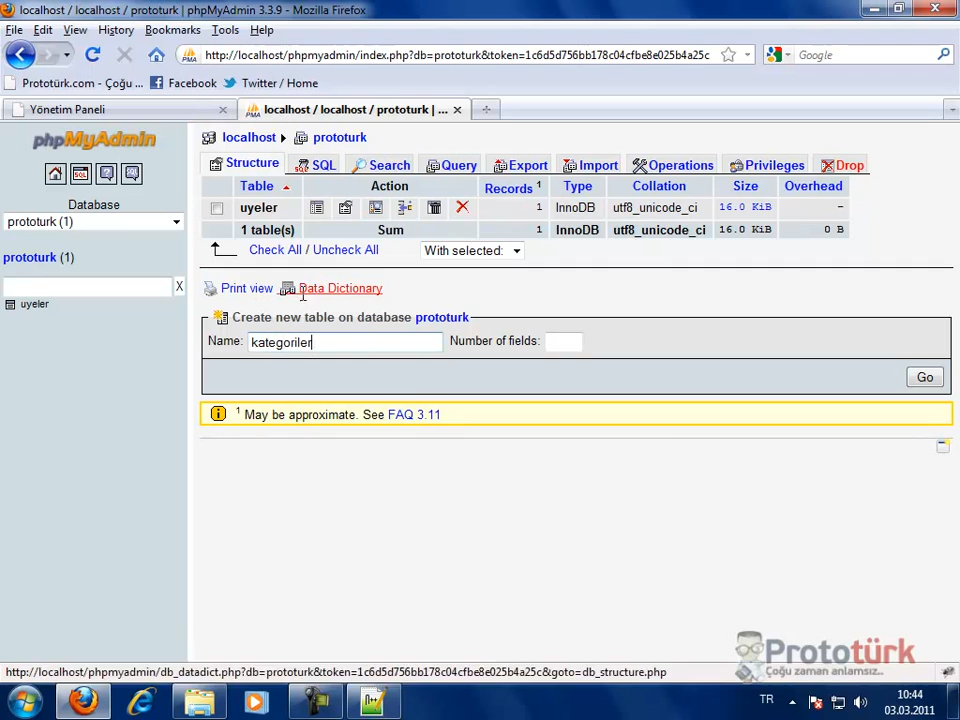 localhost / localhost / prototurk | phpMyAdmin 3.3.9 - Mozilla Firefox
File Edit View History Bookmarks Tools Help
http://localhost/phpmyadmin/index.php?db=prototurk&token=1c6d5d756bb178c04cfbe8e025b4a25c
Google
Prototürk.com - Çoğu ... Facebook Twitter / Home
Yönetim Paneli
localhost / localhost / prototurk | ...
phpMyAdmin
localhost prototurk
Structure SQL Search Query Export Import Operations Privileges Drop
Database
prototurk (1)
prototurk (1)
X
uyeler
Table Action Records 1 Type Collation Size Overhead
uyeler 1 InnoDB utf8_unicode_ci 16.0 KiB -
1 table(s) Sum 1 InnoDB utf8_unicode_ci 16.0 KiB 0 B
Check All / Uncheck All With selected:
Print view Data Dictionary
Create new table on database prototurk
Name: kategoriler Number of fields:
Go
1 May be approximate. See FAQ 3.11
Prototürk
Çoğu zaman anlamsız..
http://localhost/phpmyadmin/db_datadict.php?db=prototurk&token=1c6d5d756bb178c04cfbe8e025b4a25c&goto=db_structure.php
TR
10:44
03.03.2011